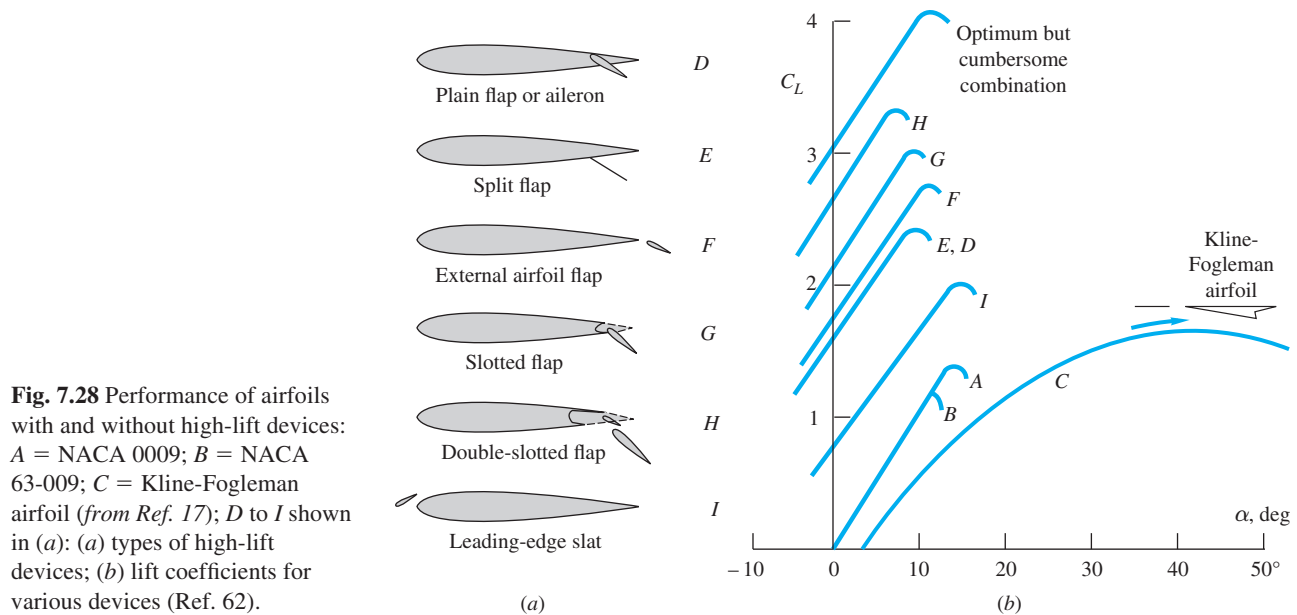 Fig. 7.28 Performance of airfoils
with and without high-lift devices:
A = NACA 0009; B = NACA
63-009; C = Kline-Fogleman
airfoil (from Ref. 17); D to I shown
in (a): (a) types of high-lift
devices; (b) lift coefficients for
various devices (Ref. 62).
D
Plain flap or aileron
E
Split flap
F
External airfoil flap
G
Slotted flap
H
Double-slotted flap
I
Leading-edge slat
(a)
4
C_L
3
2
1
Optimum but
cumbersome
combination
H
G
F
E, D
I
A
B
C
Kline-
Fogleman
airfoil
α, deg
–10 0 10 20 30 40 50°
(b)